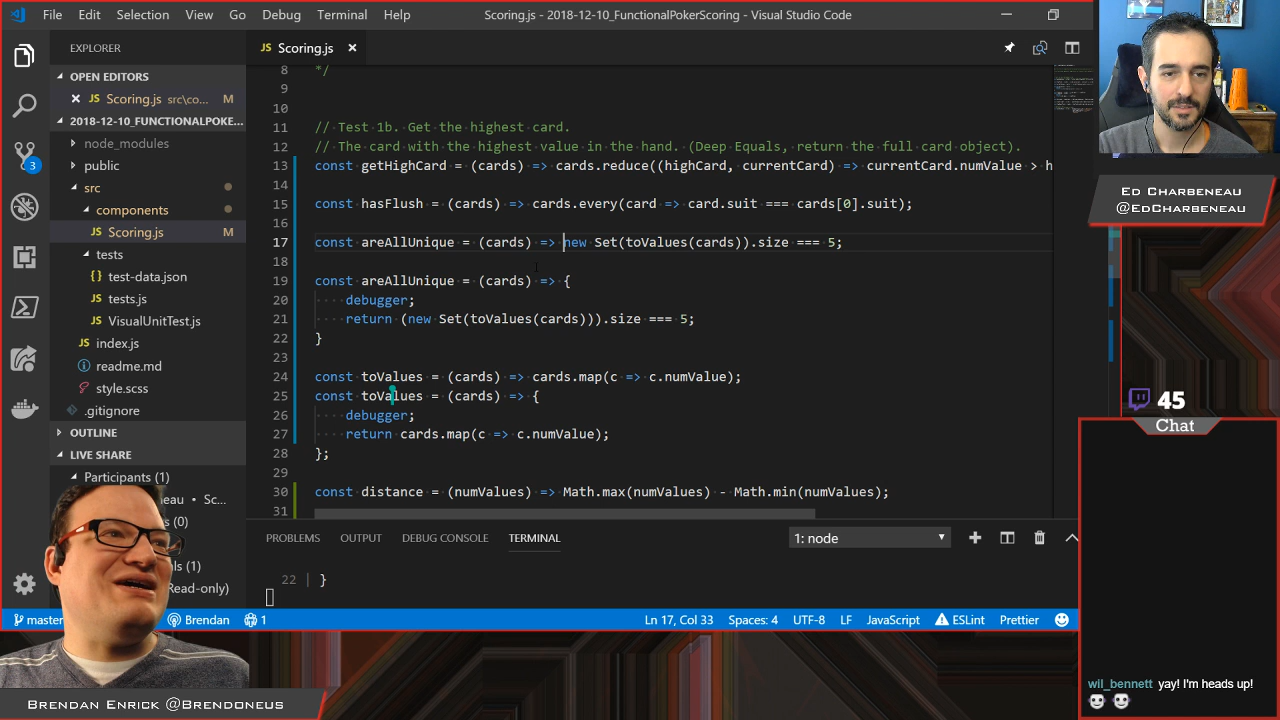 File Edit Selection View Go Debug Terminal Help
Scoring.js - 2018-12-10_FunctionalPokerScoring - Visual Studio Code
EXPLORER
OPEN EDITORS
JS Scoring.js src\co... M
2018-12-10_FUNCTIONALPOKE...
node_modules
public
src
components
JS Scoring.js M
tests
{} test-data.json
JS tests.js
JS VisualUnitTest.js
JS index.js
readme.md
style.scss
.gitignore
OUTLINE
LIVE SHARE
Participants (1)
eau • Sc...
s (0)
ls (1)
Read-only)
3
JS Scoring.js
8 */
9
10
11 // Test 1b. Get the highest card.
12 // The card with the highest value in the hand. (Deep Equals, return the full card object).
13 const getHighCard = (cards) => cards.reduce((highCard, currentCard) => currentCard.numValue > h
14
15 const hasFlush = (cards) => cards.every(card => card.suit === cards[0].suit);
16
17 const areAllUnique = (cards) => new Set(toValues(cards)).size === 5;
18
19 const areAllUnique = (cards) => {
20 debugger;
21 return (new Set(toValues(cards))).size === 5;
22 }
23
24 const toValues = (cards) => cards.map(c => c.numValue);
25 const toValues = (cards) => {
26 debugger;
27 return cards.map(c => c.numValue);
28 };
29
30 const distance = (numValues) => Math.max(numValues) - Math.min(numValues);
31
PROBLEMS OUTPUT DEBUG CONSOLE TERMINAL
1: node
22 | }
master Brendan 1 Ln 17, Col 33 Spaces: 4 UTF-8 LF JavaScript ESLint Prettier
ED CHARBENEAU
@EDCHARBENEAU
45
Chat
wil_bennett yay! I'm heads up!
BRENDAN ENRICK @BRENDONEUS